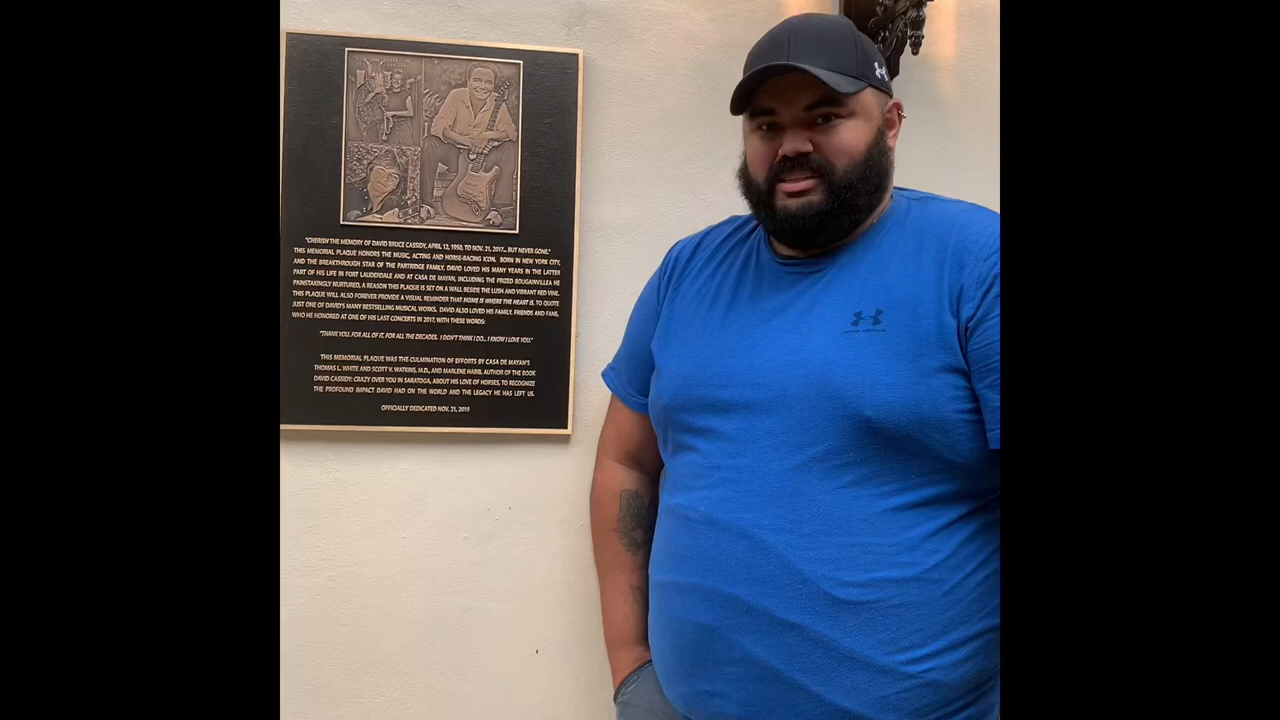 "CHERISH THE MEMORY OF DAVID BRUCE CASSIDY, APRIL 12, 1950, TO NOV. 21, 2017... BUT NEVER GONE."
THIS MEMORIAL PLAQUE HONORS THE MUSIC, ACTING AND HORSE-RACING ICON. BORN IN NEW YORK CITY,
AND THE BREAKTHROUGH STAR OF THE PARTRIDGE FAMILY, DAVID LOVED HIS MANY YEARS IN THE LATTER
PART OF HIS LIFE IN FORT LAUDERDALE AND AT CASA DE MAYAN, INCLUDING THE PRIZED BOUGAINVILLEA HE
PAINSTAKINGLY NURTURED, A REASON THIS PLAQUE IS SET ON A WALL BESIDE THE LUSH AND VIBRANT RED VINE.
THIS PLAQUE WILL ALSO FOREVER PROVIDE A VISUAL REMINDER THAT HOME IS WHERE THE HEART IS, TO QUOTE
JUST ONE OF DAVID'S MANY BESTSELLING MUSICAL WORKS. DAVID ALSO LOVED HIS FAMILY, FRIENDS AND FANS,
WHO HE HONORED AT ONE OF HIS LAST CONCERTS IN 2017, WITH THESE WORDS:
"THANK YOU. FOR ALL OF IT. FOR ALL THE DECADES. I DON'T THINK I DO... I KNOW I LOVE YOU."
THIS MEMORIAL PLAQUE WAS THE CULMINATION OF EFFORTS BY CASA DE MAYAN'S
THOMAS L. WHITE AND SCOTT V. WATKINS, M.D., AND MARLENE HABIB, AUTHOR OF THE BOOK
DAVID CASSIDY: CRAZY OVER YOU IN SARATOGA, ABOUT HIS LOVE OF HORSES, TO RECOGNIZE
THE PROFOUND IMPACT DAVID HAD ON THE WORLD AND THE LEGACY HE HAS LEFT US.
OFFICIALLY DEDICATED NOV. 21, 2019
UNDER ARMOUR